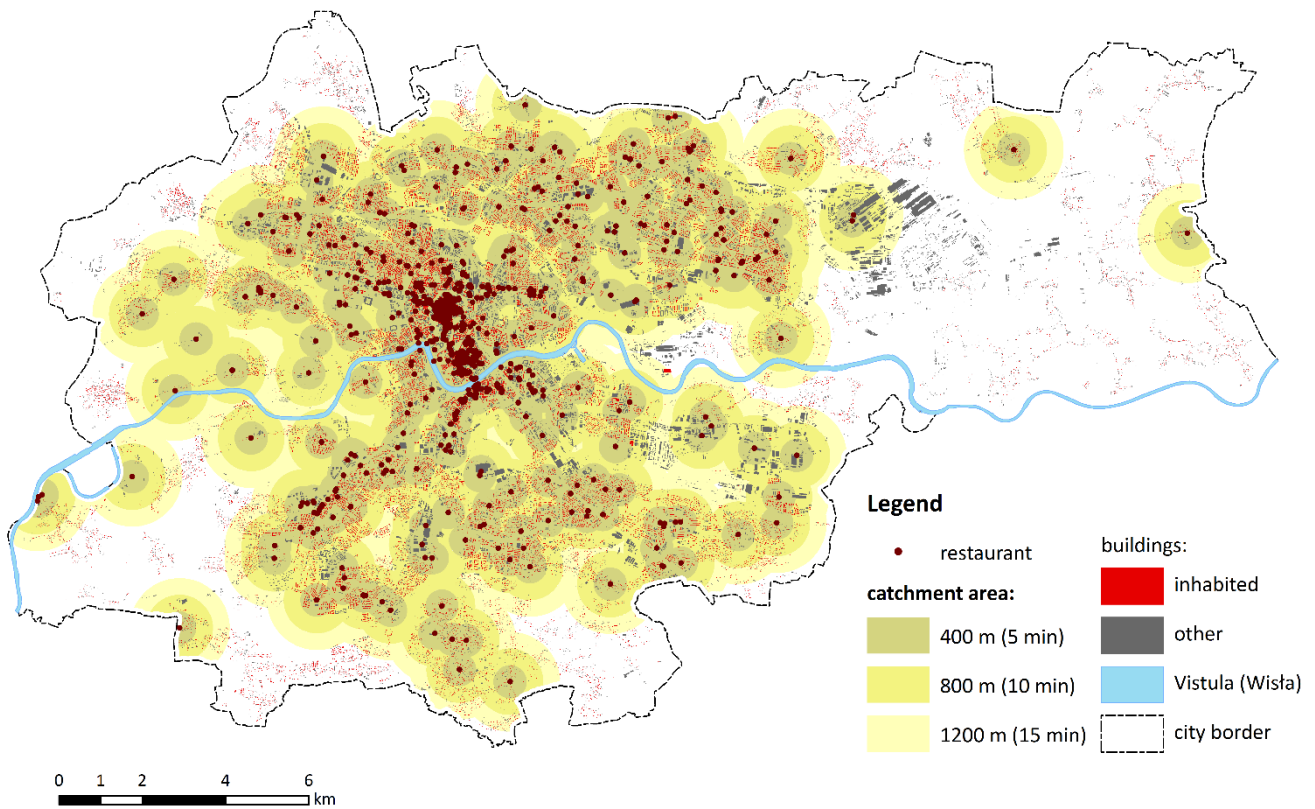 Legend
restaurant
catchment area:
400 m (5 min)
800 m (10 min)
1200 m (15 min)
buildings:
inhabited
other
Vistula (Wisła)
city border
0 1 2 4 6
km